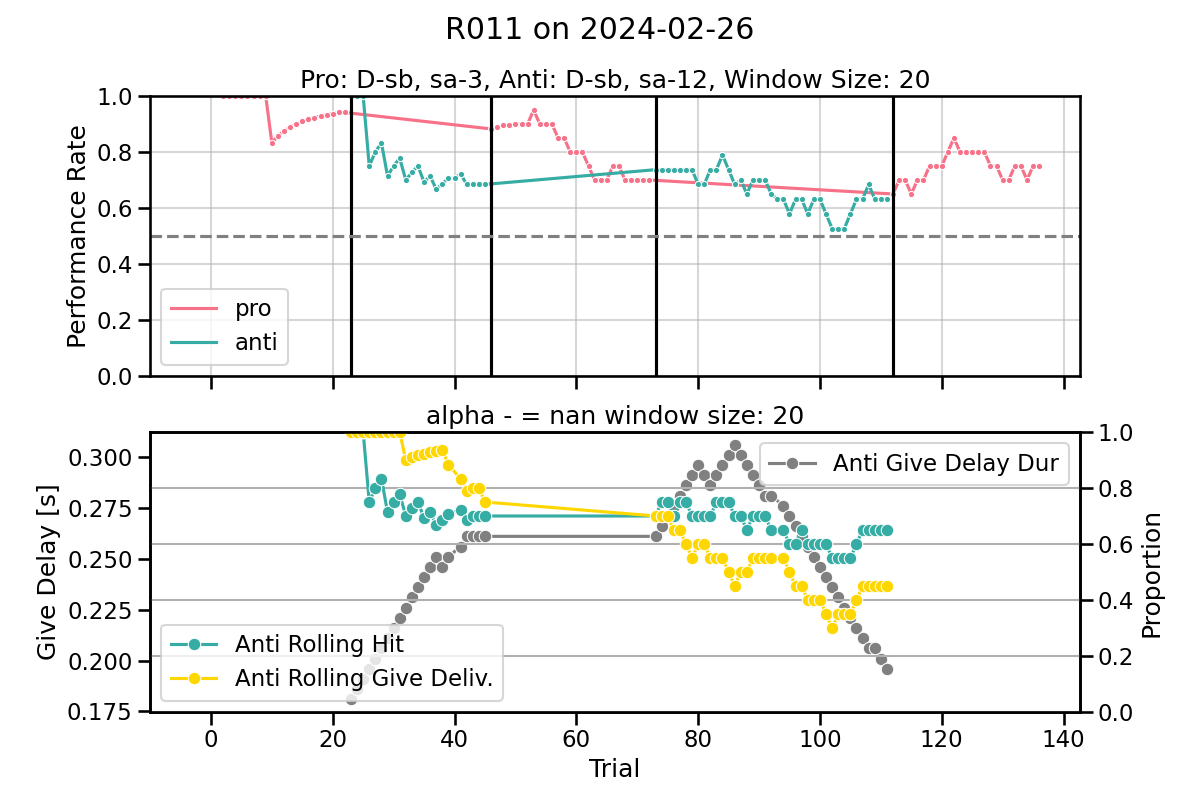 R011 on 2024-02-26
Pro: D-sb, sa-3, Anti: D-sb, sa-12, Window Size: 20
Performance Rate
1.0
0.8
0.6
0.4
0.2
0.0
pro
anti
alpha - = nan window size: 20
Give Delay [s]
0.300
0.275
0.250
0.225
0.200
0.175
Anti Give Delay Dur
Anti Rolling Hit
Anti Rolling Give Deliv.
1.0
0.8
0.6
0.4
0.2
0.0
Proportion
0 20 40 60 80 100 120 140
Trial